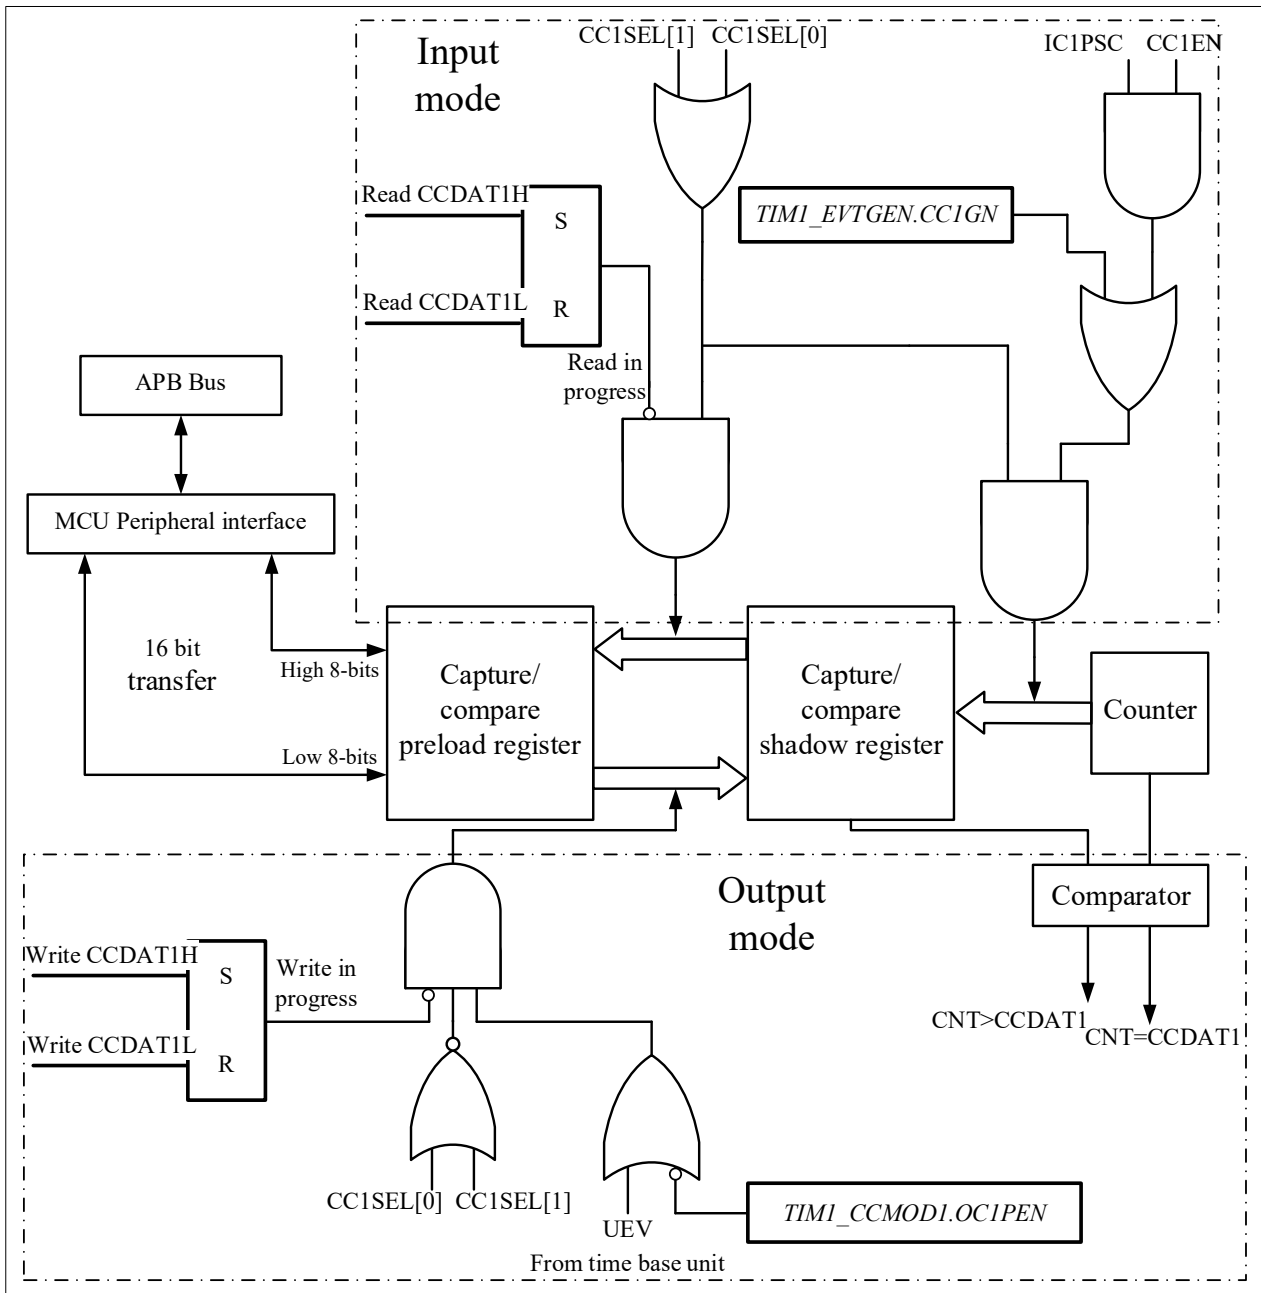 Input
mode
CC1SEL[1] CC1SEL[0]
IC1PSC CC1EN
Read CCDAT1H
S
TIM1_EVTGEN.CC1GN
Read CCDAT1L
R
Read in
progress
APB Bus
MCU Peripheral interface
16 bit
transfer
High 8-bits
Low 8-bits
Capture/
compare
preload register
Capture/
compare
shadow register
Counter
Output
mode
Comparator
Write CCDAT1H
S
Write in
progress
Write CCDAT1L
R
CNT>CCDAT1
CNT=CCDAT1
CC1SEL[0] CC1SEL[1]
UEV
TIM1_CCMOD1.OC1PEN
From time base unit